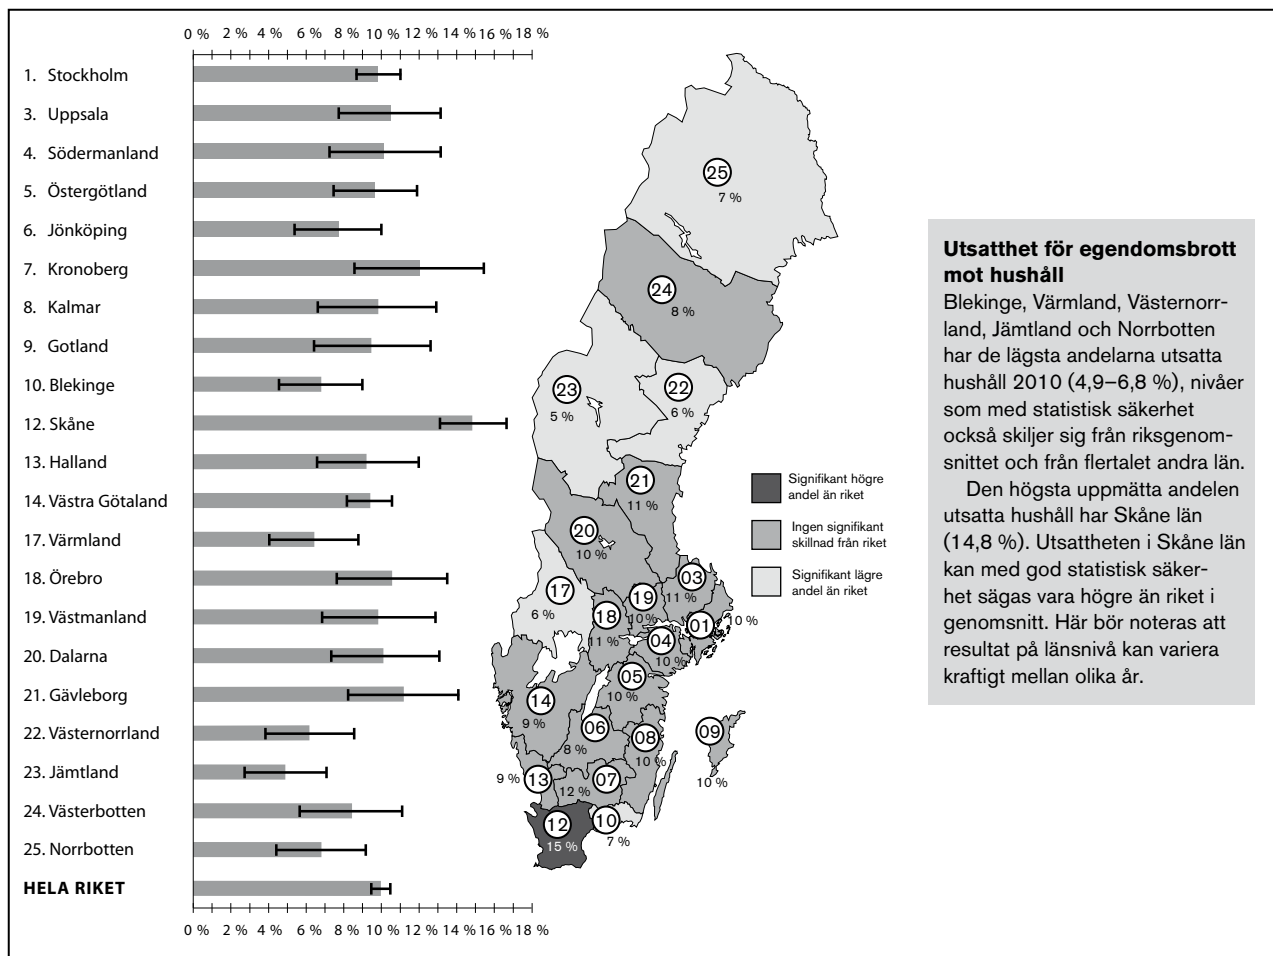 0 % 2 % 4 % 6 % 8 % 10 % 12 % 14 % 16 % 18 %
1. Stockholm
3. Uppsala
4. Södermanland
5. Östergötland
6. Jönköping
7. Kronoberg
8. Kalmar
9. Gotland
10. Blekinge
12. Skåne
13. Halland
14. Västra Götaland
17. Värmland
18. Örebro
19. Västmanland
20. Dalarna
21. Gävleborg
22. Västernorrland
23. Jämtland
24. Västerbotten
25. Norrbotten
HELA RIKET
0 % 2 % 4 % 6 % 8 % 10 % 12 % 14 % 16 % 18 %
25
7 %
24
8 %
23
5 %
22
6 %
21
11 %
20
10 %
17
6 %
18
11 %
19
10 %
03
11 %
01
10 %
04
10 %
05
10 %
14
9 %
06
8 %
08
10 %
09
10 %
13
9 %
07
12 %
12
15 %
10
7 %
Signifikant högre
andel än riket
Ingen signifikant
skillnad från riket
Signifikant lägre
andel än riket
Utsatthet för egendomsbrott
mot hushåll
Blekinge, Värmland, Västernorr-
land, Jämtland och Norrbotten
har de lägsta andelarna utsatta
hushåll 2010 (4,9–6,8 %), nivåer
som med statistisk säkerhet
också skiljer sig från riksgenom-
snittet och från flertalet andra län.
Den högsta uppmätta andelen
utsatta hushåll har Skåne län
(14,8 %). Utsattheten i Skåne län
kan med god statistisk säker-
het sägas vara högre än riket i
genomsnitt. Här bör noteras att
resultat på länsnivå kan variera
kraftigt mellan olika år.